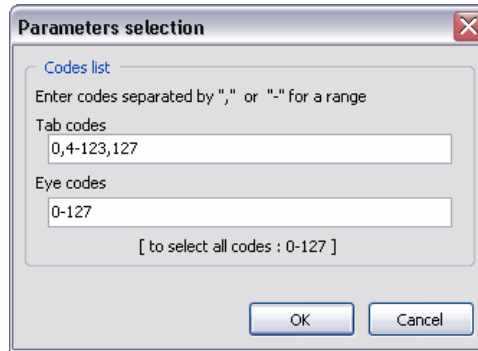 Parameters selection
Codes list
Enter codes separated by "," or "-" for a range
Tab codes
0,4-123,127
Eye codes
0-127
[ to select all codes : 0-127 ]
OK
Cancel